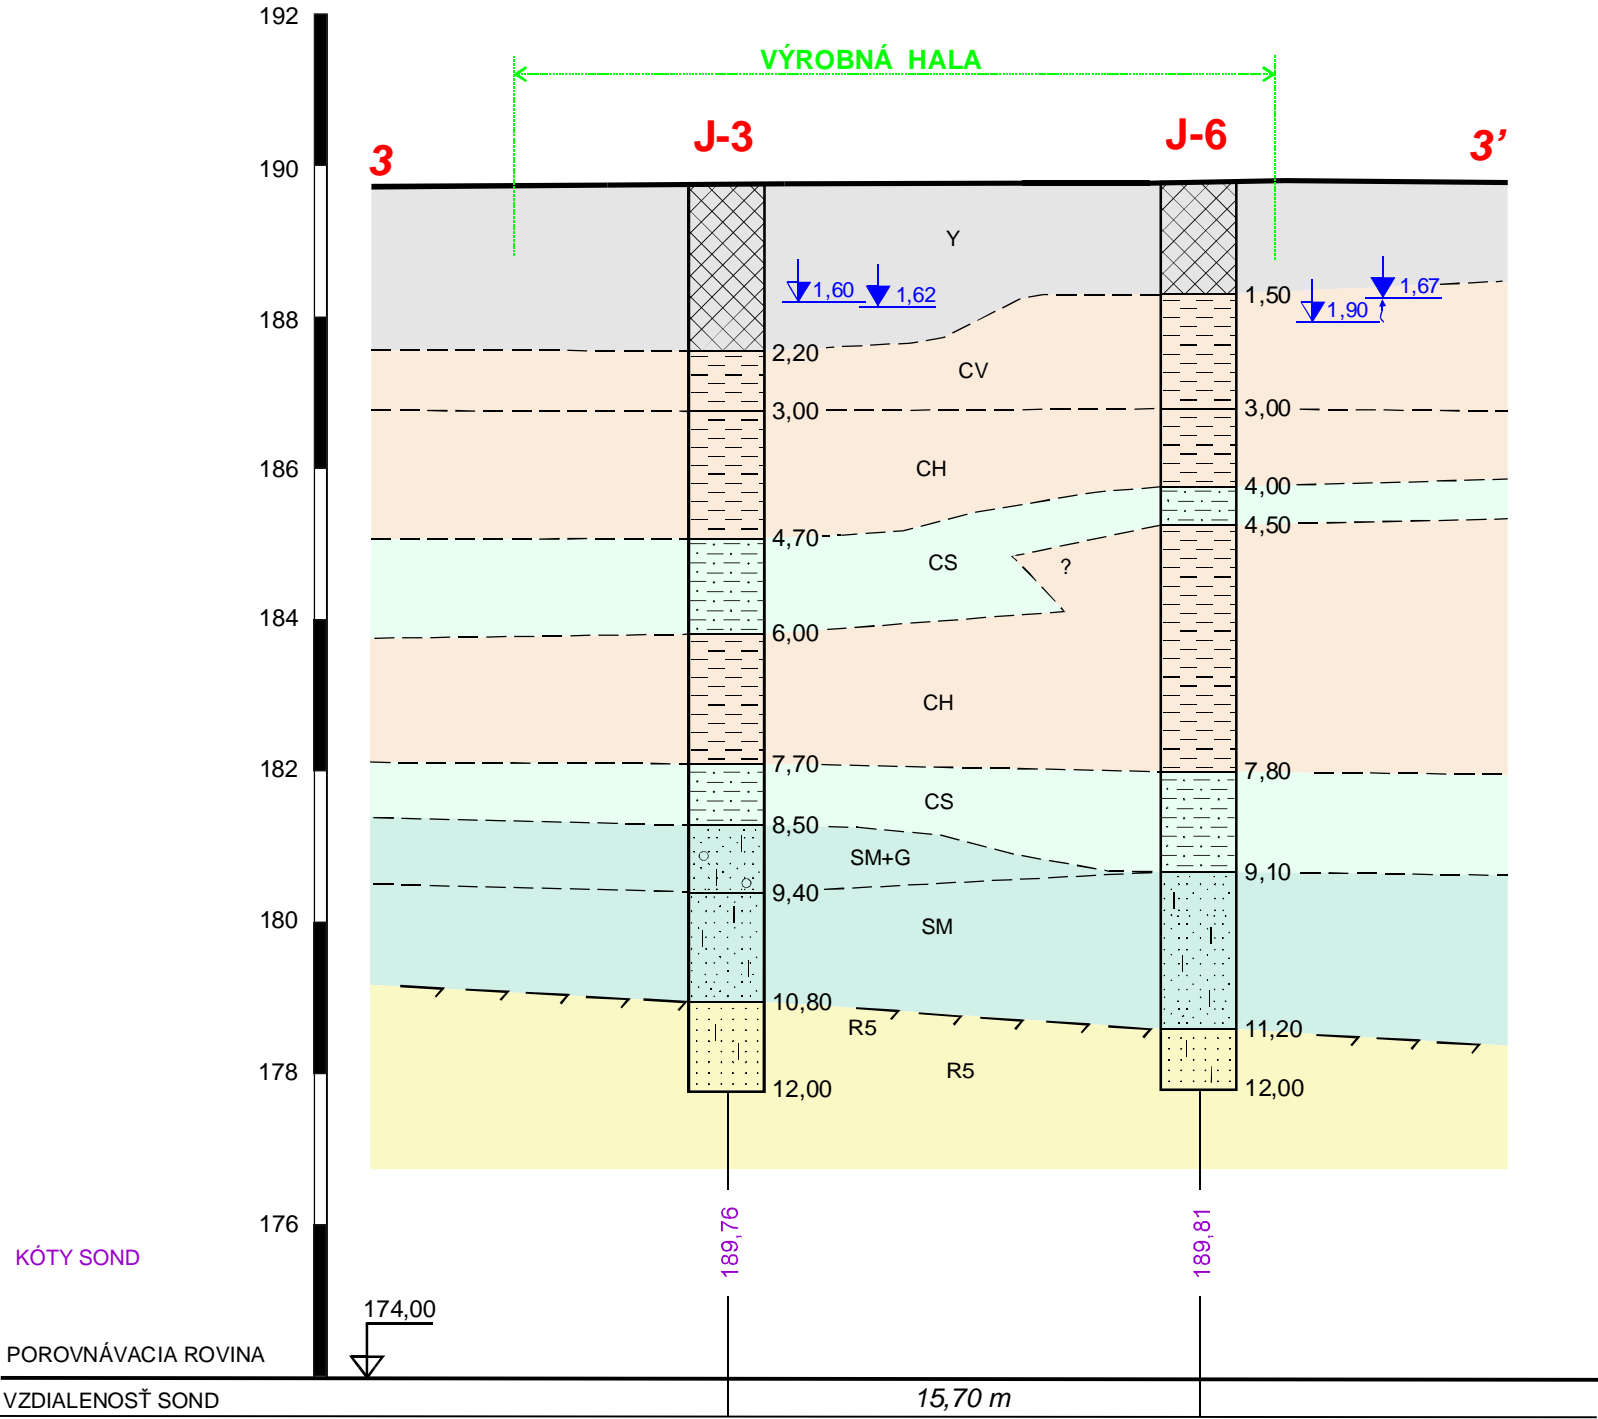 192
VÝROBNÁ HALA
J-3
J-6
3
3’
190
Y
1,60
1,62
1,50
1,67
1,90
188
2,20
CV
3,00
3,00
186
CH
4,00
4,70
4,50
CS
?
184
6,00
CH
182
7,70
7,80
CS
8,50
SM+G
9,10
9,40
180
SM
10,80
R5
11,20
178
R5
12,00
12,00
176
189,76
189,81
KÓTY SOND
174,00
POROVNÁVACIA ROVINA
VZDIALENOSŤ SOND
15,70 m